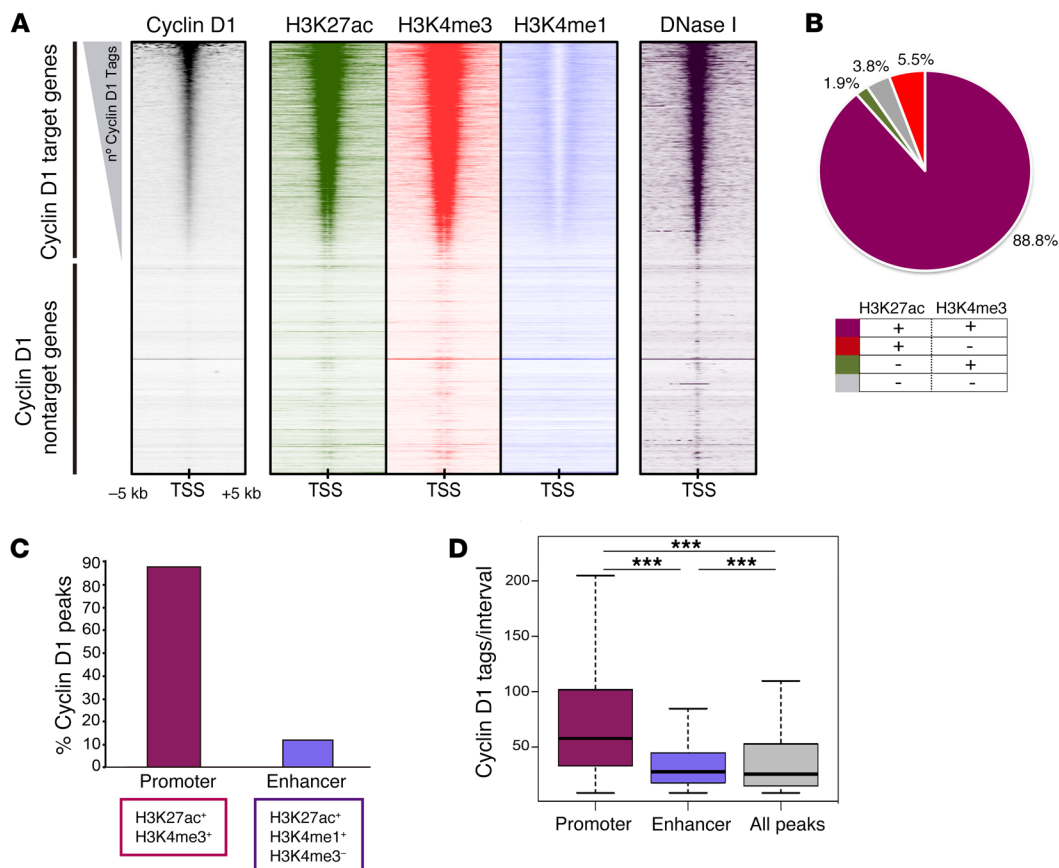 A
Cyclin D1
H3K27ac
H3K4me3
H3K4me1
DNase I
nº Cyclin D1 Tags
Cyclin D1 target genes
Cyclin D1
nontarget genes
–5 kb
TSS
+5 kb
TSS
TSS
TSS
TSS
B
1.9%
3.8%
5.5%
88.8%
H3K27ac H3K4me3
+ +
+ -
- +
- -
C
% Cyclin D1 peaks
90
80
70
60
50
40
30
20
10
0
Promoter
Enhancer
H3K27ac⁺
H3K4me3⁺
H3K27ac⁺
H3K4me1⁺
H3K4me3⁻
D
Cyclin D1 tags/interval
200
150
100
50
***
***
***
Promoter
Enhancer
All peaks